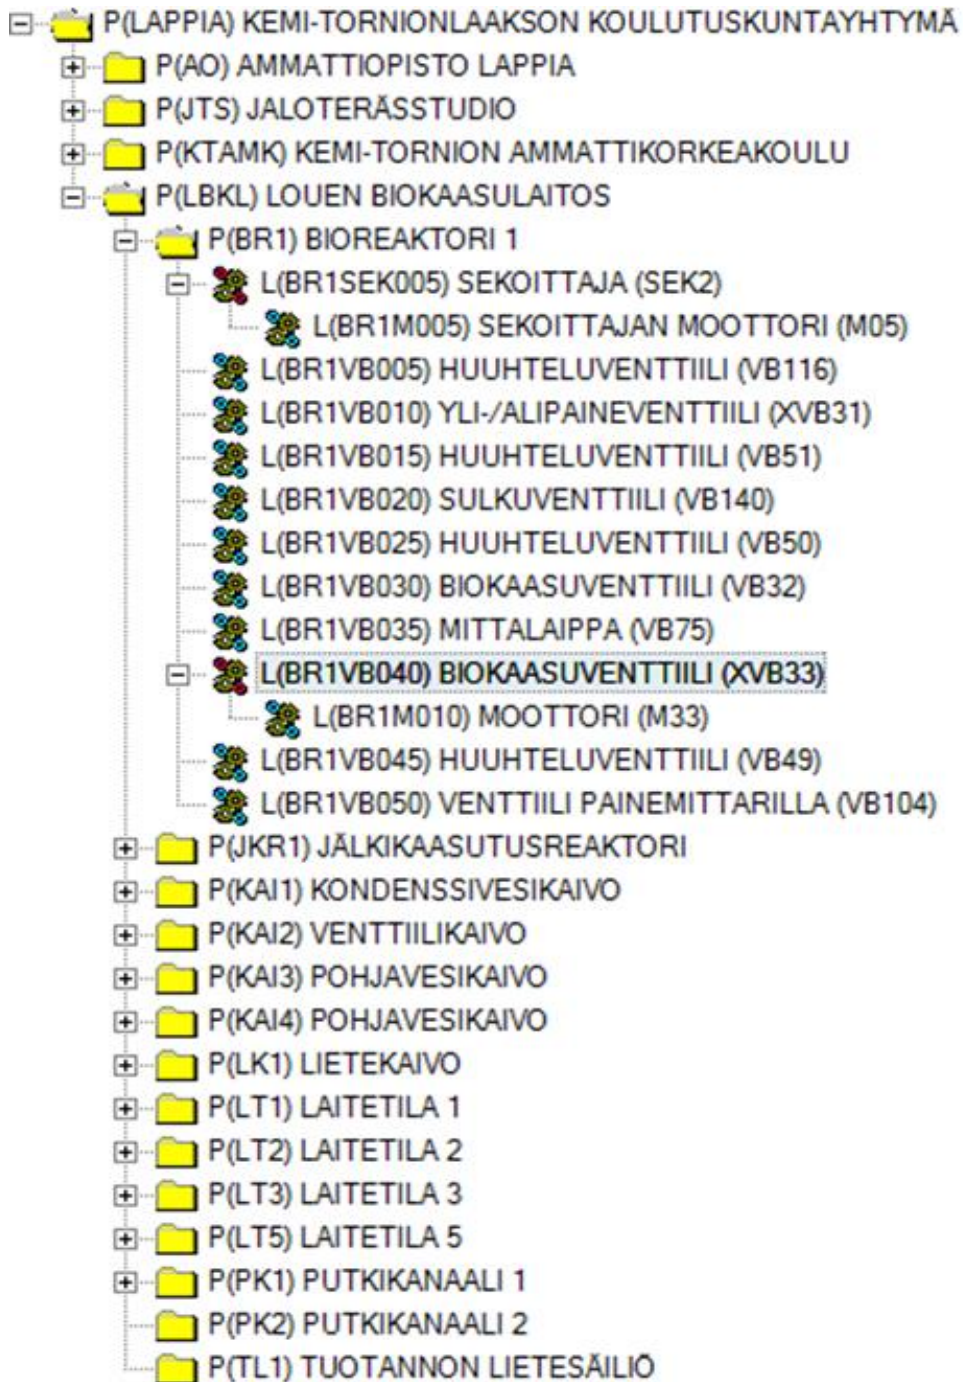 P(LAPPIA) KEMI-TORNIONLAAKSON KOULUTUSKUNTAYHTYMÄ
P(AO) AMMATTIOPISTO LAPPIA
P(JTS) JALOTERÄSSTUDIO
P(KTAMK) KEMI-TORNION AMMATTIKORKEAKOULU
P(LBKL) LOUEN BIOKAASULAITOS
P(BR1) BIOREAKTORI 1
L(BR1SEK005) SEKOITTAJA (SEK2)
L(BR1M005) SEKOITTAJAN MOOTTORI (M05)
L(BR1VB005) HUUHTELUVENTTIILI (VB116)
L(BR1VB010) YLI-/ALIPAINEVENTTIILI (XVB31)
L(BR1VB015) HUUHTELUVENTTIILI (VB51)
L(BR1VB020) SULKUVENTTIILI (VB140)
L(BR1VB025) HUUHTELUVENTTIILI (VB50)
L(BR1VB030) BIOKAASUVENTTIILI (VB32)
L(BR1VB035) MITTALAIPPA (VB75)
L(BR1VB040) BIOKAASUVENTTIILI (XVB33)
L(BR1M010) MOOTTORI (M33)
L(BR1VB045) HUUHTELUVENTTIILI (VB49)
L(BR1VB050) VENTTIILI PAINEMITTARILLA (VB104)
P(JKR1) JÄLKIKAASUTUSREAKTORI
P(KAI1) KONDENSSIVESIKAIVO
P(KAI2) VENTTIILIKAIVO
P(KAI3) POHJAVESIKAIVO
P(KAI4) POHJAVESIKAIVO
P(LK1) LIETEKAIVO
P(LT1) LAITETILA 1
P(LT2) LAITETILA 2
P(LT3) LAITETILA 3
P(LT5) LAITETILA 5
P(PK1) PUTKIKANAALI 1
P(PK2) PUTKIKANAALI 2
P(TL1) TUOTANNON LIETESÄILIÖ